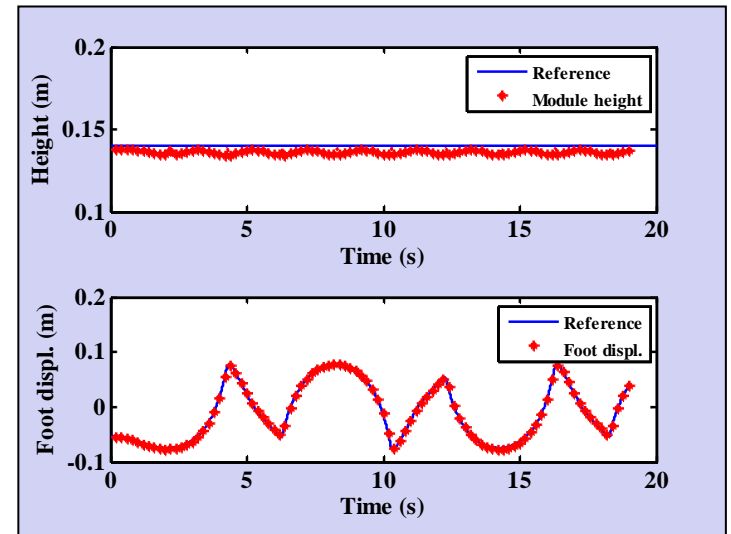 0.2
Reference
Module height
0.15
0.1
Height (m)
0 5 10 15 20
Time (s)
0.2
Reference
Foot displ.
0.1
0
-0.1
Foot displ. (m)
0 5 10 15 20
Time (s)